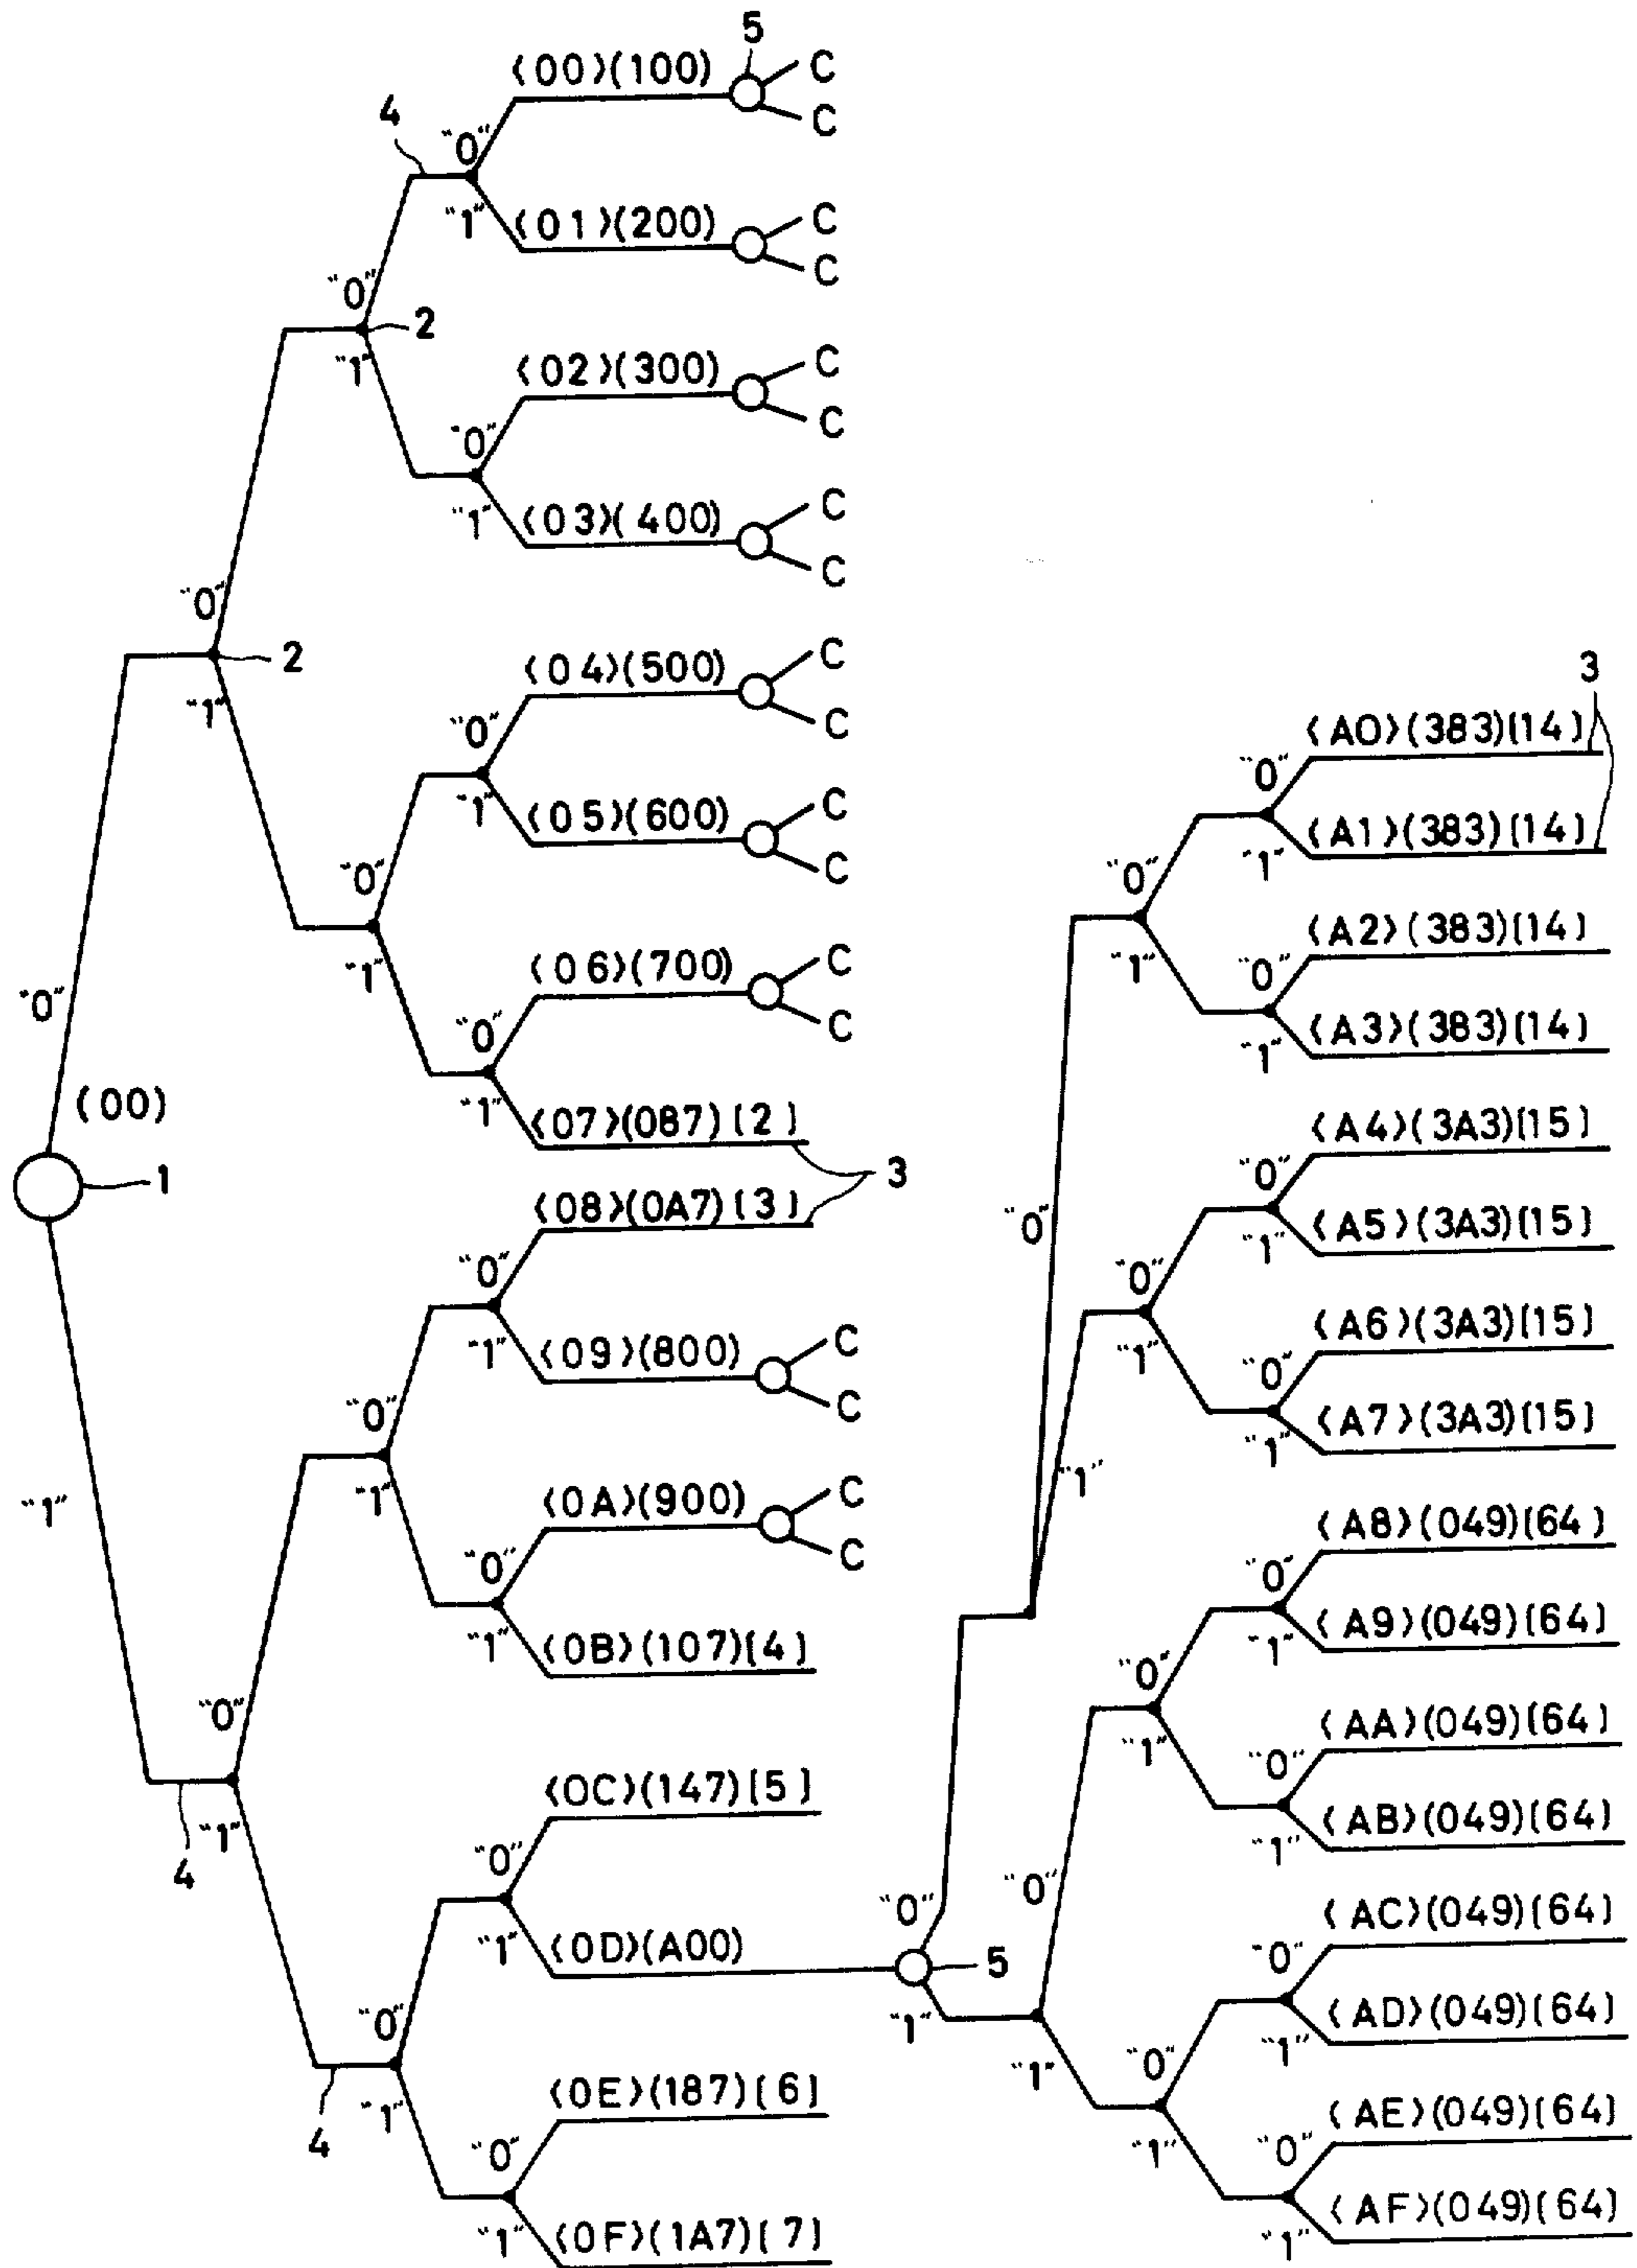 5
<00>(100) C
C
4
"0"
"1"
<01>(200) C
C
"0"
2
"1"
<02>(300) C
C
"0"
"1"
<03>(400) C
C
"0"
2
"1"
<04>(500) C
C
"0"
"1"
<05>(600) C
C
"0"
"1"
<06>(700) C
C
"0"
"1"
<07>(087)[2]
3
"0"
(00)
1
<08>(0A7)[3]
"0"
"1"
<09>(800) C
C
"0"
"1"
<0A>(900) C
C
"0"
"1"
<0B>(107)[4]
"1"
"0"
"1"
4
<0C>(147)[5]
"0"
"1"
<0D>(A00)
"0"
"1"
4
<0E>(187)[6]
"0"
"1"
<0F>(1A7)[7]
"0"
5
"1"
3
<A0>(383)[14]
"0"
"1"
<A1>(383)[14]
"0"
"1"
<A2>(383)[14]
"0"
"1"
<A3>(383)[14]
"0"
"1"
<A4>(3A3)[15]
"0"
"1"
<A5>(3A3)[15]
"0"
"1"
<A6>(3A3)[15]
"0"
"1"
<A7>(3A3)[15]
<A8>(049)[64]
"0"
"1"
<A9>(049)[64]
"0"
"1"
<AA>(049)[64]
"0"
"1"
<AB>(049)[64]
"0"
"1"
<AC>(049)[64]
"0"
"1"
<AD>(049)[64]
"0"
"1"
<AE>(049)[64]
"0"
"1"
<AF>(049)[64]